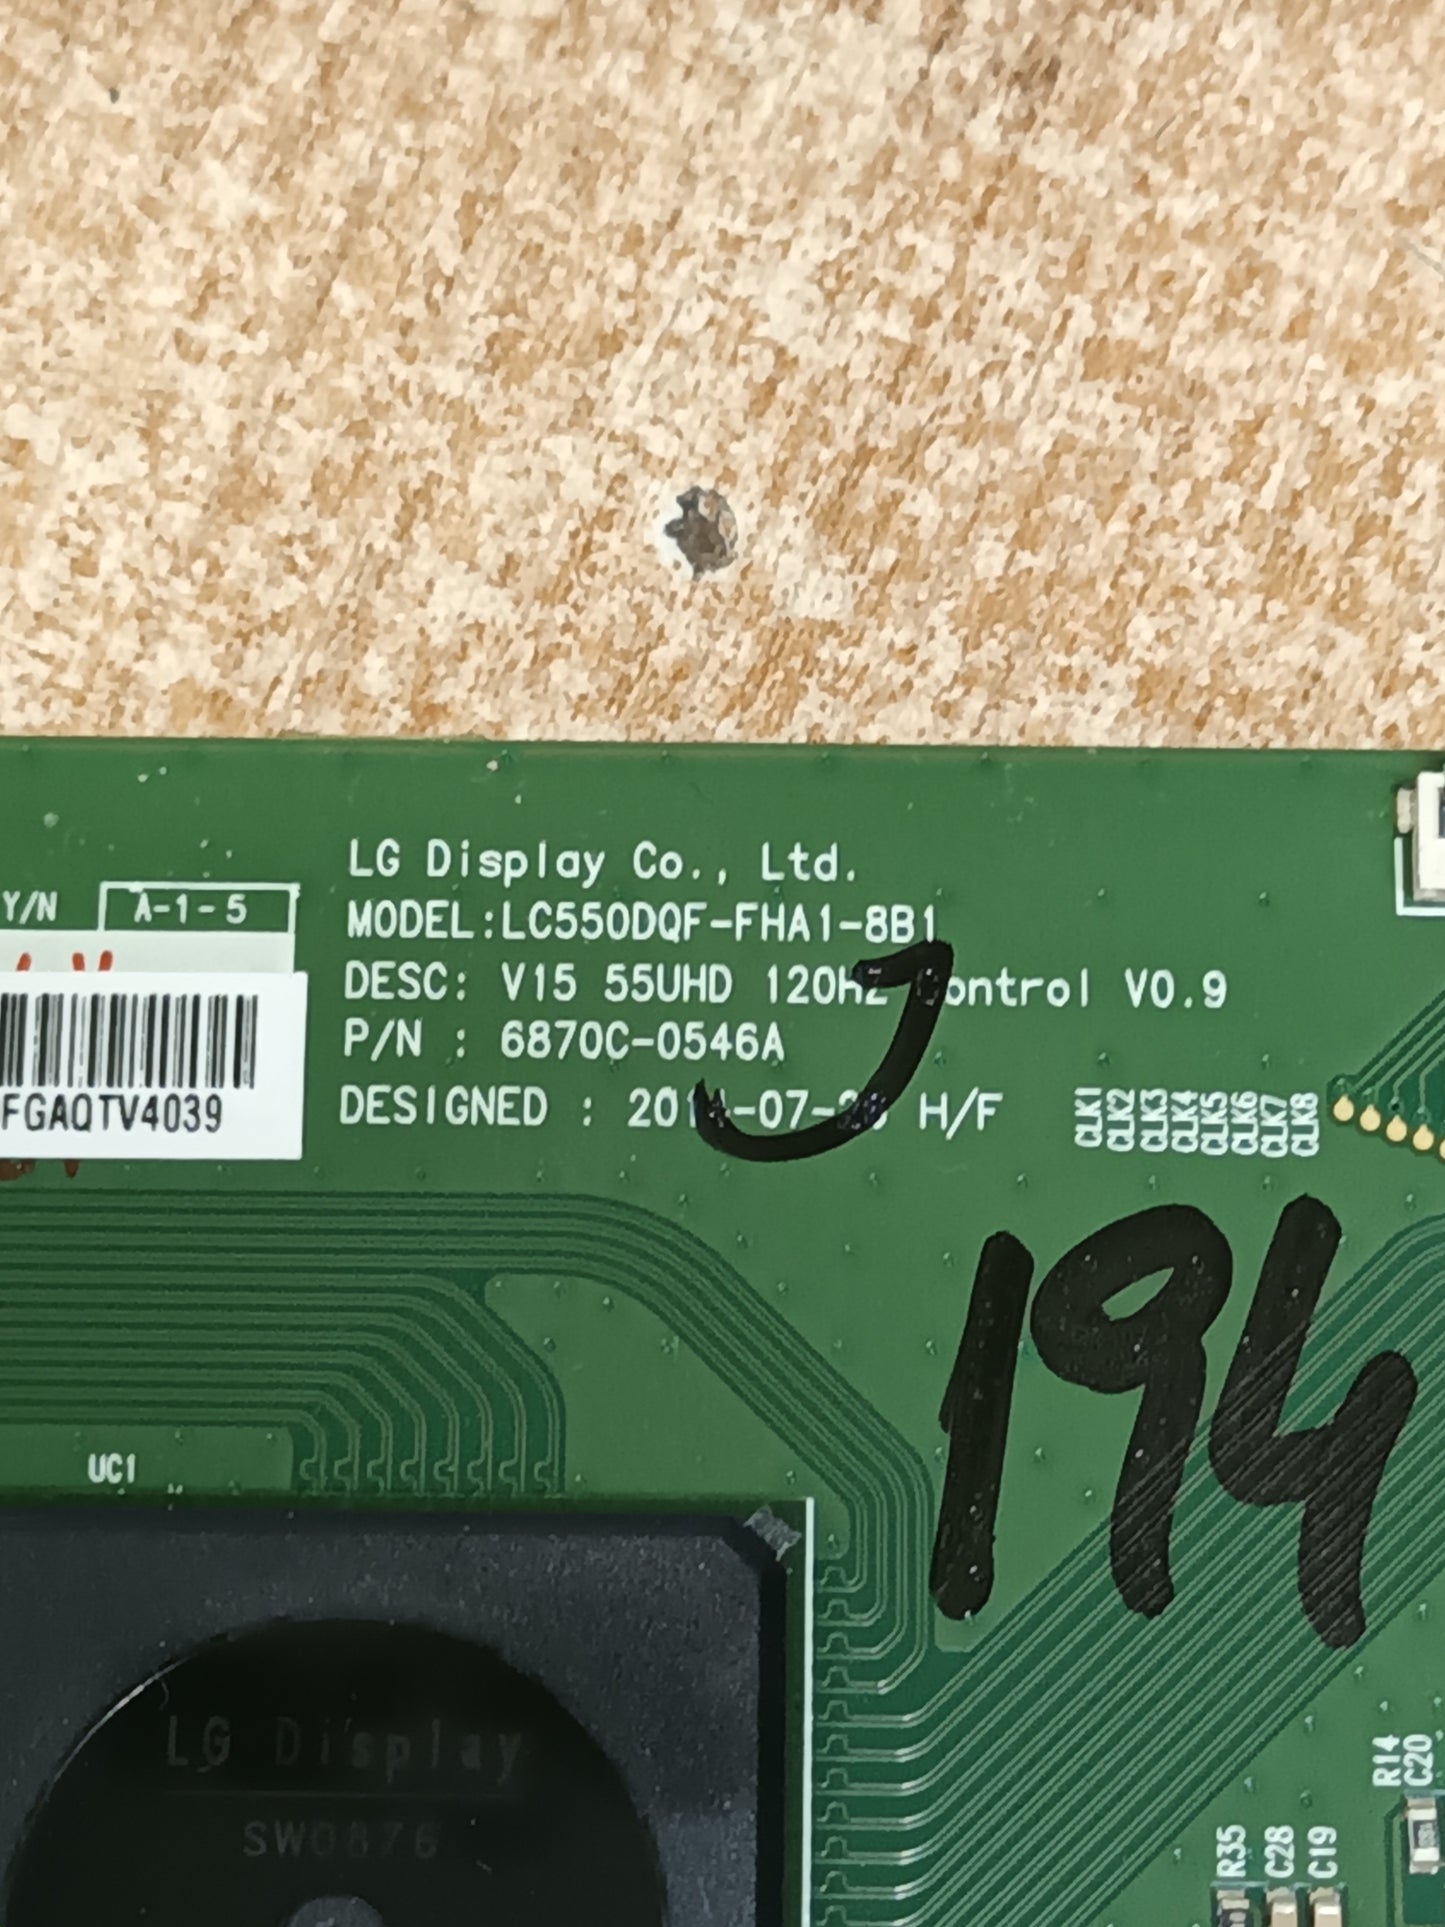 LG Display Co., Ltd.
Y/N A-1-5
MODEL:LC550DQF-FHA1-8B1
DESC: V15 55UHD 120Hz Control V0.9
P/N : 6870C-0546A
FGAQTV4039
DESIGNED : H/F
CLK1
CLK2
CLK3
CLK4
CLK5
CLK6
CLK7
CLK8
194
UC1
LG Display
SW0876
R14
C20
R35
C28
C19